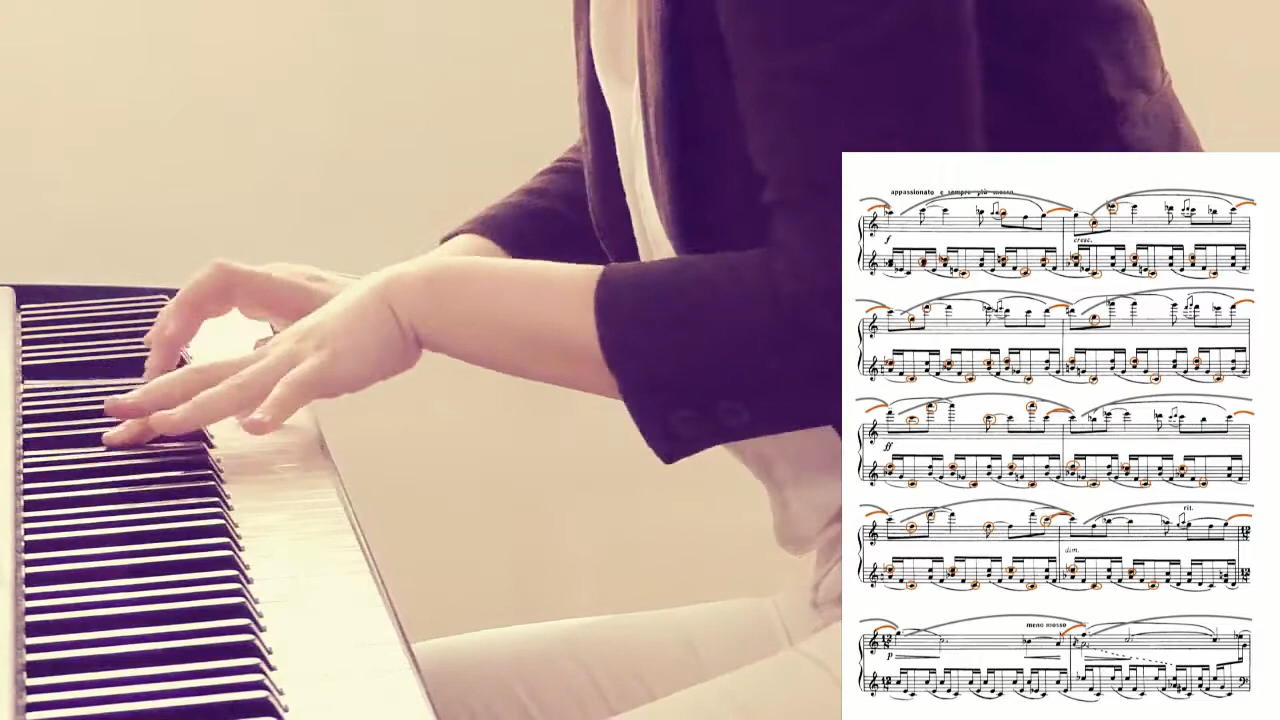 appassionato e sempre più mosso
f
cresc.
ff
rit.
dim.
meno mosso
p